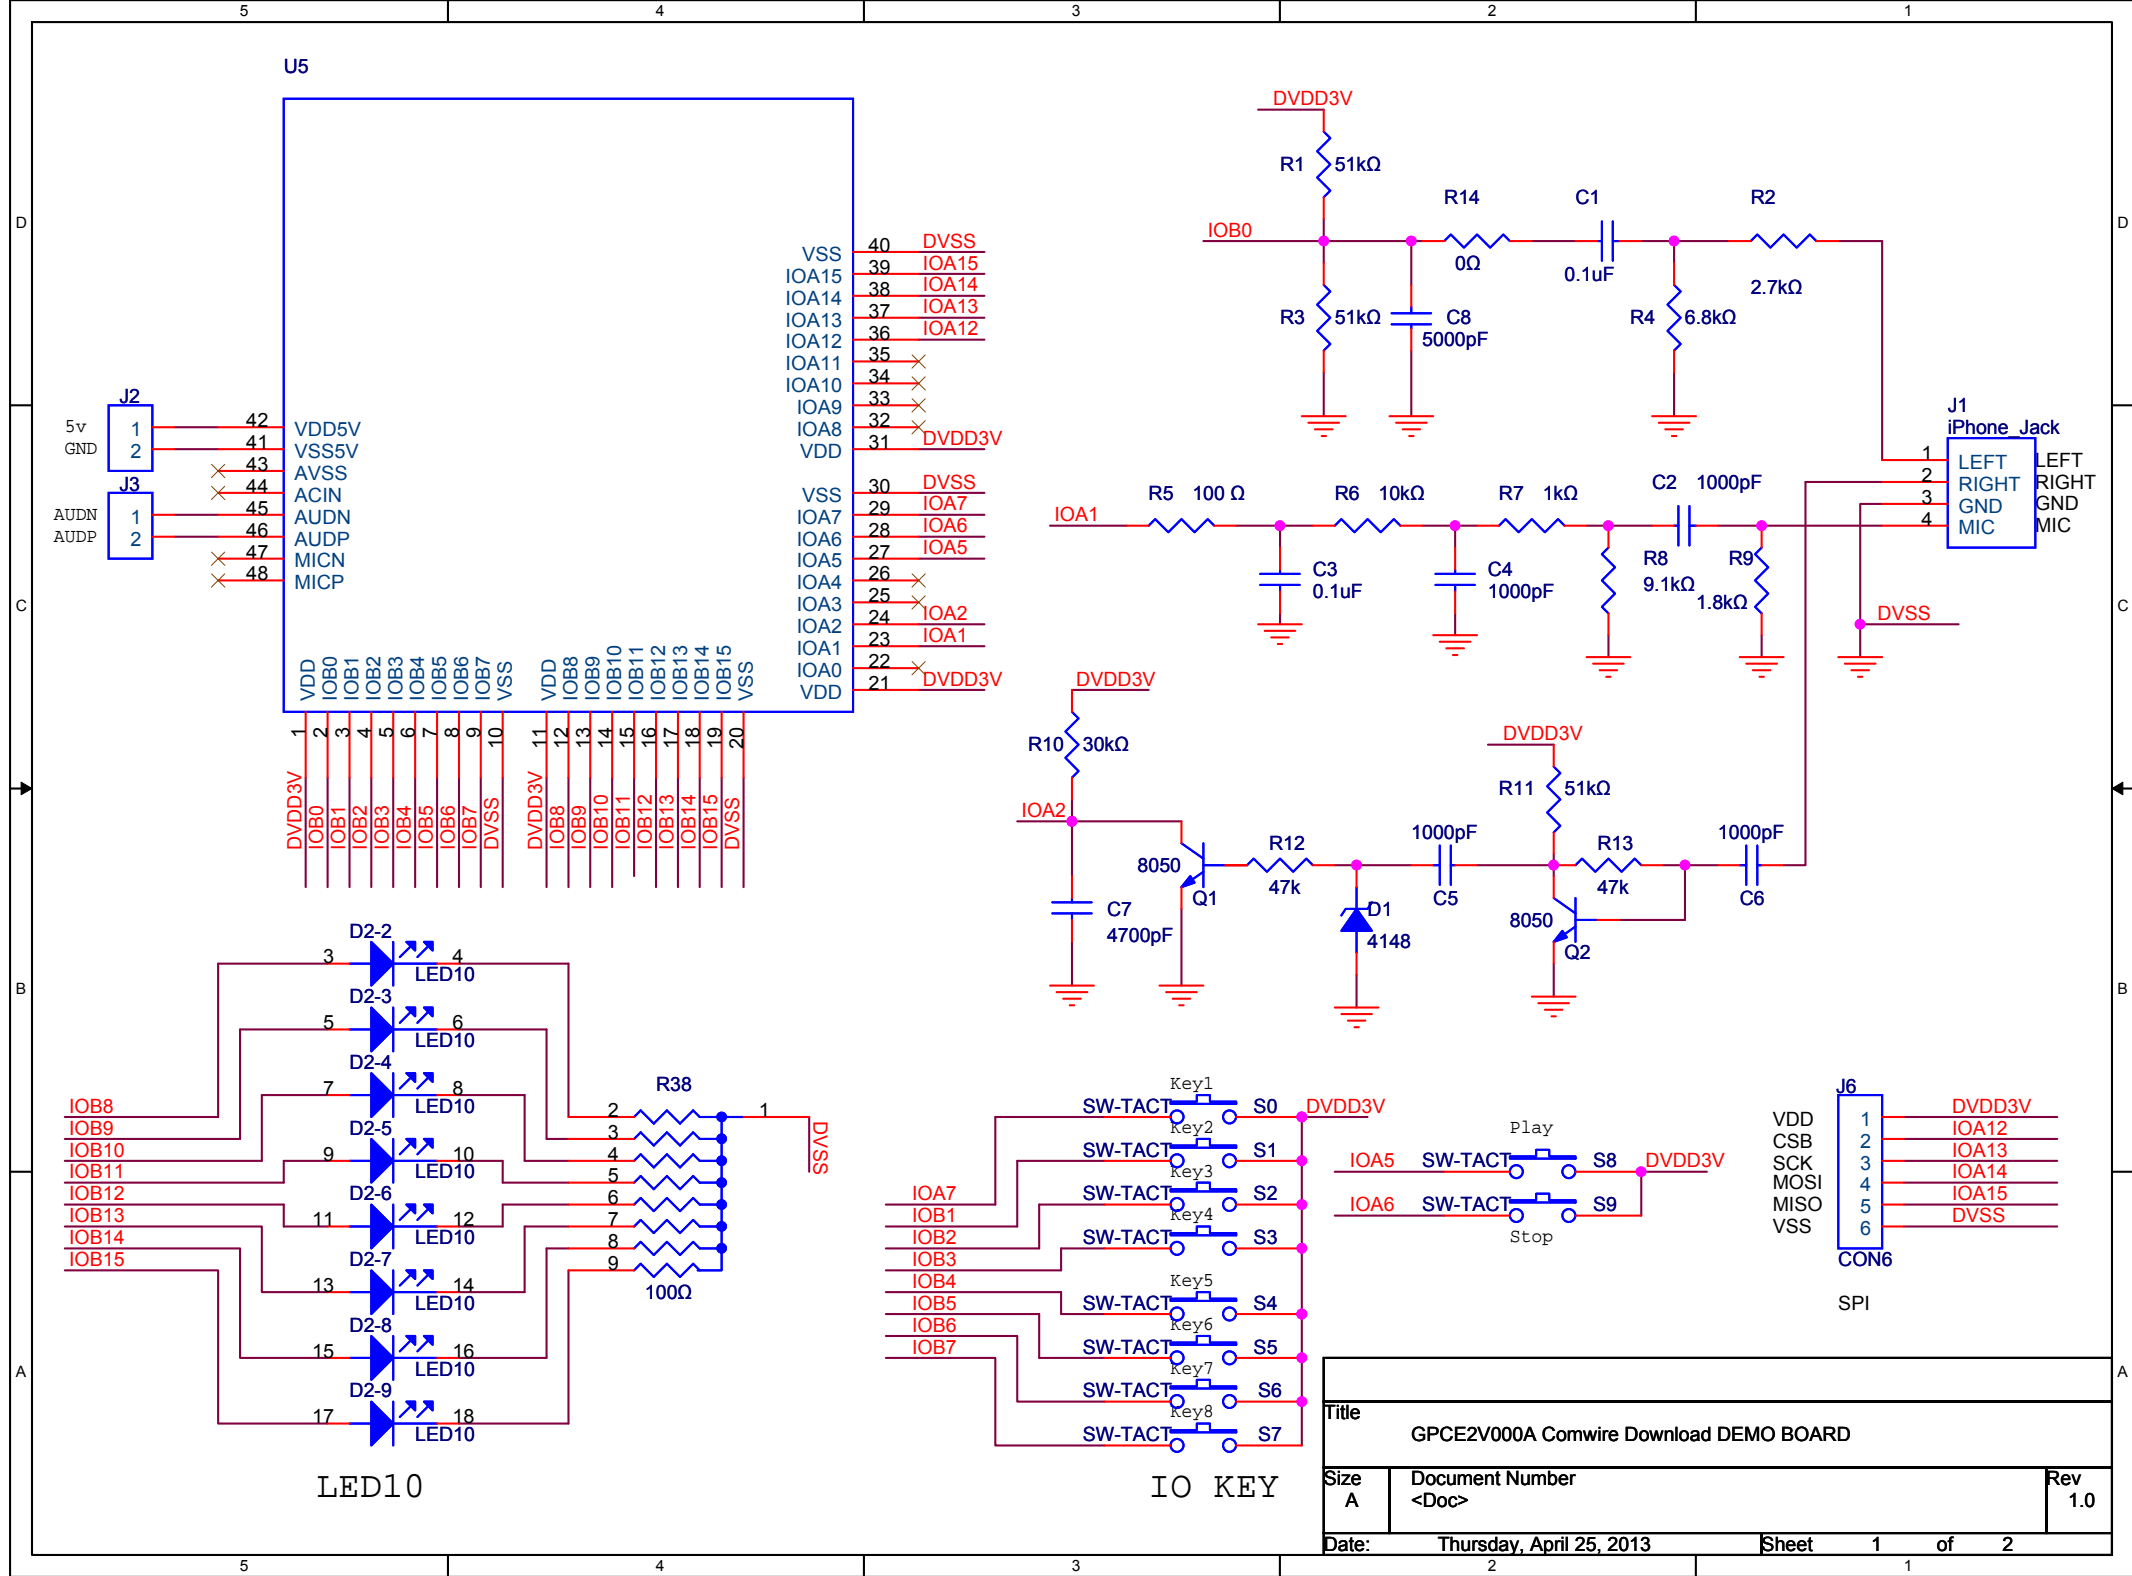 5 4 3 2 1
D
C
B
A
D
C
B
A
U5
VSS 40 DVSS
IOA15 39 IOA15
IOA14 38 IOA14
IOA13 37 IOA13
IOA12 36 IOA12
IOA11 35
IOA10 34
IOA9 33
IOA8 32
VDD 31 DVDD3V
VSS 30 DVSS
IOA7 29 IOA7
IOA6 28 IOA6
IOA5 27 IOA5
IOA4 26
IOA3 25
IOA2 24 IOA2
IOA1 23 IOA1
IOA0 22
VDD 21 DVDD3V
J2
5v 1 42 VDD5V
GND 2 41 VSS5V
43 AVSS
44 ACIN
J3
AUDN 1 45 AUDN
AUDP 2 46 AUDP
47 MICN
48 MICP
VDD IOB0 IOB1 IOB2 IOB3 IOB4 IOB5 IOB6 IOB7 VSS VDD IOB8 IOB9 IOB10 IOB11 IOB12 IOB13 IOB14 IOB15 VSS
1 2 3 4 5 6 7 8 9 10 11 12 13 14 15 16 17 18 19 20
DVDD3V IOB0 IOB1 IOB2 IOB3 IOB4 IOB5 IOB6 IOB7 DVSS DVDD3V IOB8 IOB9 IOB10 IOB11 IOB12 IOB13 IOB14 IOB15 DVSS
DVDD3V
R1 51kΩ
IOB0
R14
0Ω
C1
0.1uF
R2
2.7kΩ
R3 51kΩ
C8
5000pF
R4 6.8kΩ
J1
iPhone_Jack
1 LEFT LEFT
2 RIGHT RIGHT
3 GND GND
4 MIC MIC
DVSS
IOA1
R5 100 Ω
R6 10kΩ
R7 1kΩ
C2 1000pF
C3
0.1uF
C4
1000pF
R8
9.1kΩ
R9
1.8kΩ
DVDD3V
R10 30kΩ
IOA2
C7
4700pF
8050
Q1
R12
47k
D1
4148
1000pF
C5
DVDD3V
R11 51kΩ
R13
47k
8050
Q2
1000pF
C6
D2-2
3 4
LED10
D2-3
5 6
LED10
D2-4
7 8
LED10
D2-5
9 10
LED10
D2-6
11 12
LED10
D2-7
13 14
LED10
D2-8
15 16
LED10
D2-9
17 18
LED10
IOB8
IOB9
IOB10
IOB11
IOB12
IOB13
IOB14
IOB15
R38
2
3
4
5
6
7
8
9
1
DVSS
100Ω
LED10
IOA7
IOB1
IOB2
IOB3
IOB4
IOB5
IOB6
IOB7
Key1
SW-TACT S0 DVDD3V
Key2
SW-TACT S1
Key3
SW-TACT S2
Key4
SW-TACT S3
Key5
SW-TACT S4
Key6
SW-TACT S5
Key7
SW-TACT S6
Key8
SW-TACT S7
IO KEY
Play
IOA5 SW-TACT S8 DVDD3V
IOA6 SW-TACT S9
Stop
J6
VDD 1 DVDD3V
CSB 2 IOA12
SCK 3 IOA13
MOSI 4 IOA14
MISO 5 IOA15
VSS 6 DVSS
CON6
SPI
Title
GPCE2V000A Comwire Download DEMO BOARD
Size
A
Document Number
<Doc>
Rev
1.0
Date: Thursday, April 25, 2013 Sheet 1 of 2
5 4 3 2 1